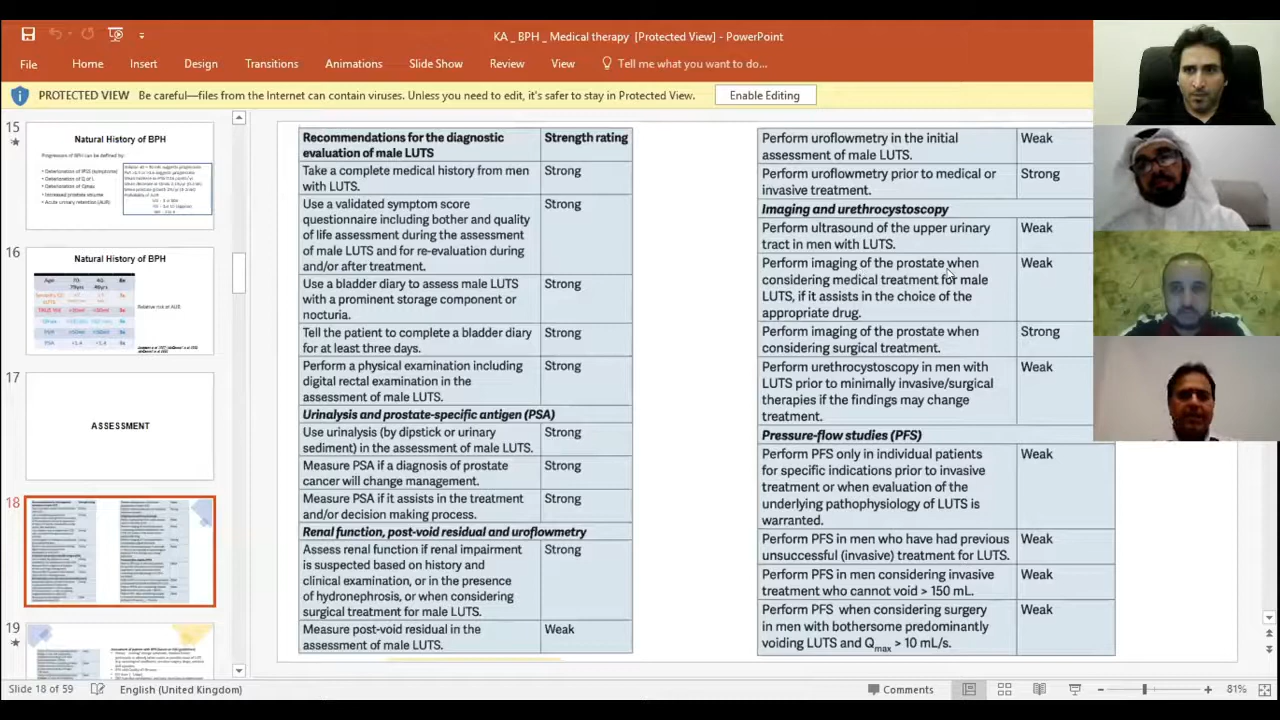 KA _ BPH _ Medical therapy [Protected View] - PowerPoint
File Home Insert Design Transitions Animations Slide Show Review View Tell me what you want to do...
PROTECTED VIEW Be careful—files from the Internet can contain viruses. Unless you need to edit, it's safer to stay in Protected View. Enable Editing
15
Natural History of BPH
Progression of BPH can be defined by:
16
Natural History of BPH
17
ASSESSMENT
18
19
Recommendations for the diagnostic Strength rating
evaluation of male LUTS
Take a complete medical history from men Strong
with LUTS.
Use a validated symptom score Strong
questionnaire including bother and quality
of life assessment during the assessment
of male LUTS and for re-evaluation during
and/or after treatment.
Use a bladder diary to assess male LUTS Strong
with a prominent storage component or
nocturia.
Tell the patient to complete a bladder diary Strong
for at least three days.
Perform a physical examination including Strong
digital rectal examination in the
assessment of male LUTS.
Urinalysis and prostate-specific antigen (PSA)
Use urinalysis (by dipstick or urinary Strong
sediment) in the assessment of male LUTS.
Measure PSA if a diagnosis of prostate Strong
cancer will change management.
Measure PSA if it assists in the treatment Strong
and/or decision making process.
Renal function, post-void residual and uroflowmetry
Assess renal function if renal impairment Strong
is suspected based on history and
clinical examination, or in the presence
of hydronephrosis, or when considering
surgical treatment for male LUTS.
Measure post-void residual in the Weak
assessment of male LUTS.
Perform uroflowmetry in the initial Weak
assessment of male LUTS.
Perform uroflowmetry prior to medical or Strong
invasive treatment.
Imaging and urethrocystoscopy
Perform ultrasound of the upper urinary Weak
tract in men with LUTS.
Perform imaging of the prostate when Weak
considering medical treatment for male
LUTS, if it assists in the choice of the
appropriate drug.
Perform imaging of the prostate when Strong
considering surgical treatment.
Perform urethrocystoscopy in men with Weak
LUTS prior to minimally invasive/surgical
therapies if the findings may change
treatment.
Pressure-flow studies (PFS)
Perform PFS only in individual patients Weak
for specific indications prior to invasive
treatment or when evaluation of the
underlying pathophysiology of LUTS is
warranted.
Perform PFS in men who have had previous Weak
unsuccessful (invasive) treatment for LUTS.
Perform PFS in men considering invasive Weak
treatment who cannot void > 150 mL.
Perform PFS when considering surgery Weak
in men with bothersome predominantly
voiding LUTS and Qmax > 10 mL/s.
Slide 18 of 59 English (United Kingdom) Comments 81%